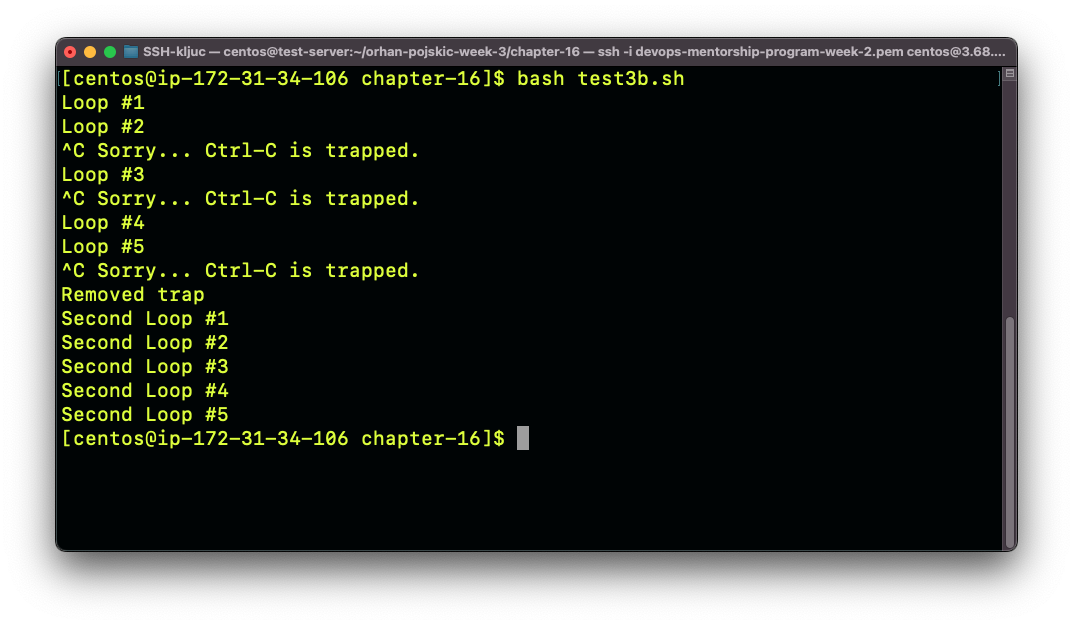 SSH-kljuc — centos@test-server:~/orhan-pojskic-week-3/chapter-16 — ssh -i devops-mentorship-program-week-2.pem centos@3.68....
[centos@ip-172-31-34-106 chapter-16]$ bash test3b.sh
Loop #1
Loop #2
^C Sorry... Ctrl-C is trapped.
Loop #3
^C Sorry... Ctrl-C is trapped.
Loop #4
Loop #5
^C Sorry... Ctrl-C is trapped.
Removed trap
Second Loop #1
Second Loop #2
Second Loop #3
Second Loop #4
Second Loop #5
[centos@ip-172-31-34-106 chapter-16]$